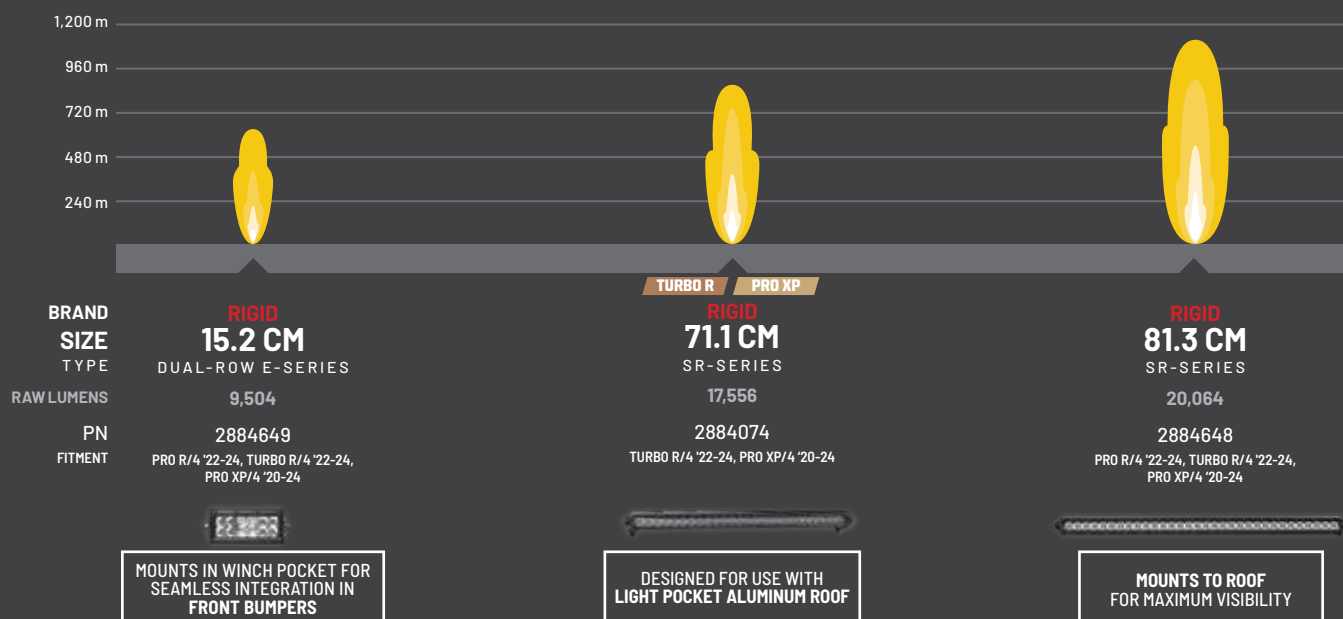 1,200 m
960 m
720 m
480 m
240 m
TURBO R PRO XP
BRAND RIGID RIGID RIGID
SIZE 15.2 CM 71.1 CM 81.3 CM
TYPE DUAL-ROW E-SERIES SR-SERIES SR-SERIES
RAW LUMENS 9,504 17,556 20,064
PN 2884649 2884074 2884648
FITMENT PRO R/4 '22-24, TURBO R/4 '22-24, TURBO R/4 '22-24, PRO XP/4 '20-24 PRO R/4 '22-24, TURBO R/4 '22-24,
PRO XP/4 '20-24 PRO XP/4 '20-24
MOUNTS IN WINCH POCKET FOR
SEAMLESS INTEGRATION IN
FRONT BUMPERS
DESIGNED FOR USE WITH
LIGHT POCKET ALUMINUM ROOF
MOUNTS TO ROOF
FOR MAXIMUM VISIBILITY